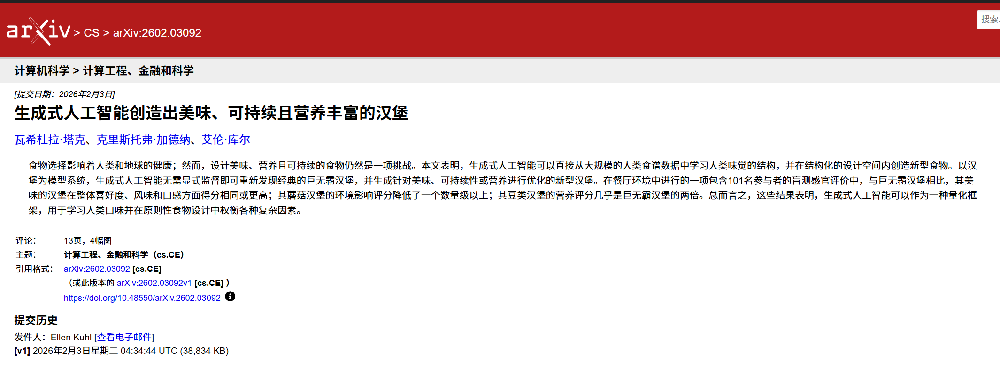 arXiv > CS > arXiv:2602.03092
搜索.
计算机科学 > 计算工程、金融和科学
[提交日期：2026年2月3日]
生成式人工智能创造出美味、可持续且营养丰富的汉堡
瓦希杜拉·塔克、克里斯托弗·加德纳、艾伦·库尔
食物选择影响着人类和地球的健康；然而，设计美味、营养且可持续的食物仍然是一项挑战。本文表明，生成式人工智能可以直接从大规模的人类食谱数据中学习人类味觉的结构，并在结构化的设计空间内创造新型食物。以汉
堡为模型系统，生成式人工智能无需显式监督即可重新发现经典的巨无霸汉堡，并生成针对美味、可持续性或营养进行优化的新型汉堡。在餐厅环境中进行的一项包含101名参与者的盲测感官评价中，与巨无霸汉堡相比，其美
味的汉堡在整体喜好度、风味和口感方面得分相同或更高；其蘑菇汉堡的环境影响评分降低了一个数量级以上；其豆类汉堡的营养评分几乎是巨无霸汉堡的两倍。总而言之，这些结果表明，生成式人工智能可以作为一种量化框
架，用于学习人类口味并在原则性食物设计中权衡各种复杂因素。
评论： 13页，4幅图
主题： 计算工程、金融和科学（cs.CE）
引用格式： arXiv:2602.03092 [cs.CE]
（或此版本的 arXiv:2602.03092v1 [cs.CE] ）
https://doi.org/10.48550/arXiv.2602.03092
提交历史
发件人：Ellen Kuhl [查看电子邮件]
[v1] 2026年2月3日星期二 04:34:44 UTC (38,834 KB)